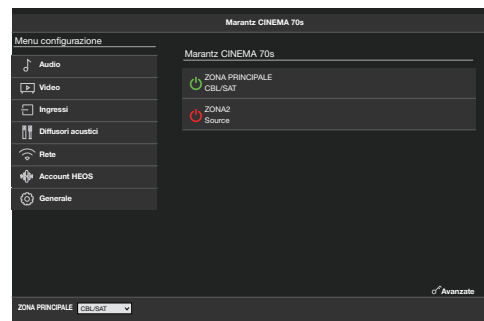 Marantz CINEMA 70s
Menu configurazione
Audio
Video
Ingressi
Diffusori acustici
Rete
Account HEOS
Generale
Marantz CINEMA 70s
ZONA PRINCIPALE
CBL/SAT
ZONA2
Source
Avanzate
ZONA PRINCIPALE CBL/SAT